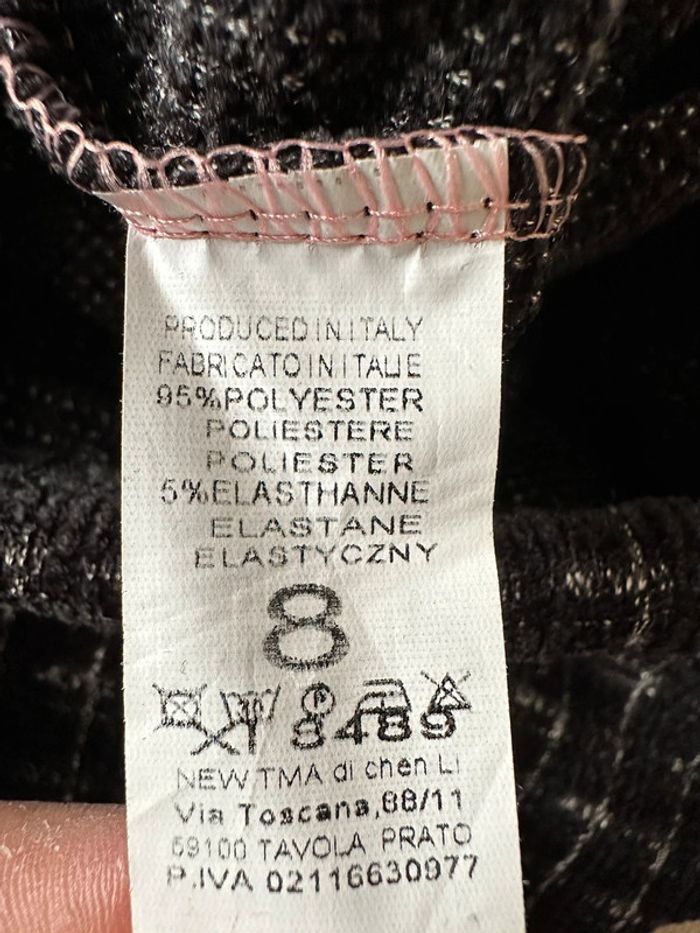 PRODUCED IN ITALY
FABRICATO IN ITALIE
95%POLYESTER
POLIESTERE
POLIESTER
5%ELASTHANNE
ELASTANE
ELASTYCZNY
8
XT 8489
NEW TMA di chen Li
Via Toscana,88/11
59100 TAVOLA PRATO
P.IVA 02116630977